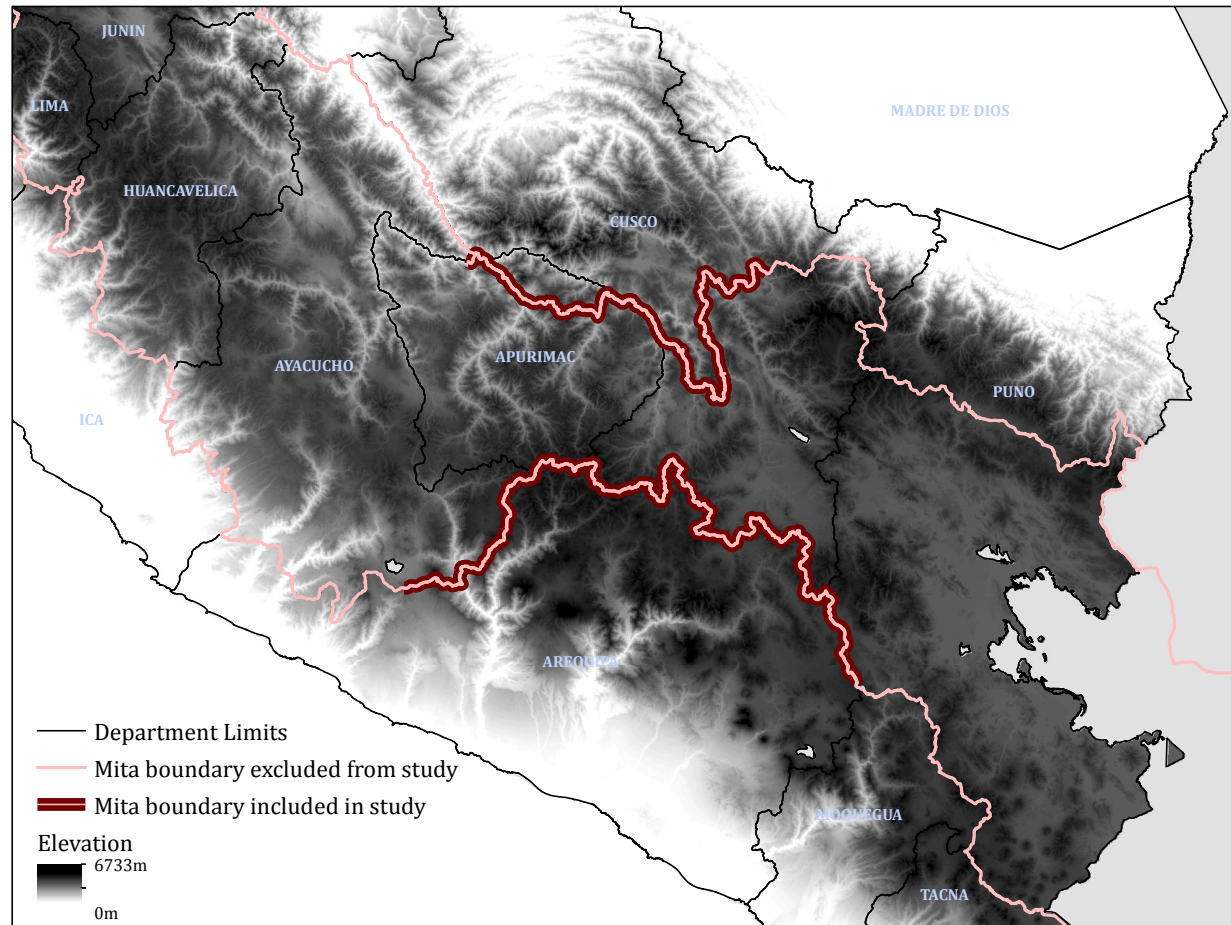 JUNIN
LIMA
MADRE DE DIOS
HUANCAVELICA
CUSCO
AYACUCHO
APURIMAC
PUNO
ICA
AREQUIPA
MOQUEGUA
TACNA
Department Limits
Mita boundary excluded from study
Mita boundary included in study
Elevation
6733m
0m